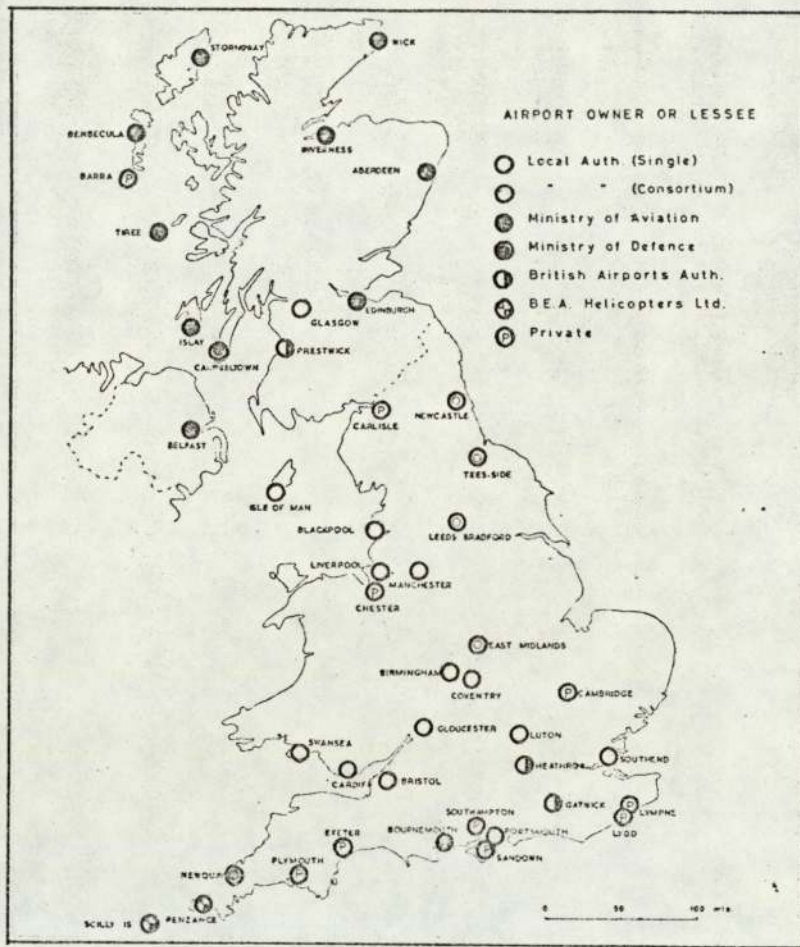 STORNOWAY
WICK
BENBECULA
INVERNESS
BARRA
P
ABERDEEN
TIREE
AIRPORT OWNER OR LESSEE
Local Auth. (Single)
" " (Consortium)
Ministry of Aviation
Ministry of Defence
British Airports Auth.
B.E.A. Helicopters Ltd.
P Private
GLASGOW
EDINBURGH
ISLAY
CAMPBELTOWN
PRESTWICK
P
CARLISLE
NEWCASTLE
BELFAST
TEES-SIDE
ISLE OF MAN
BLACKPOOL
LEEDS BRADFORD
LIVERPOOL
MANCHESTER
P
CHESTER
EAST MIDLANDS
BIRMINGHAM
COVENTRY
P CAMBRIDGE
GLOUCESTER
LUTON
SWANSEA
SOUTHEND
HEATHROW
CARDIFF
BRISTOL
GATWICK
P
LYMPNE
P
LYDD
SOUTHAMPTON
P
BOURNEMOUTH
PORTSMOUTH
P
SANDOWN
EXETER
P
PLYMOUTH
P
NEWQUAY
PENZANCE
SCILLY IS
0 50 100 mls.